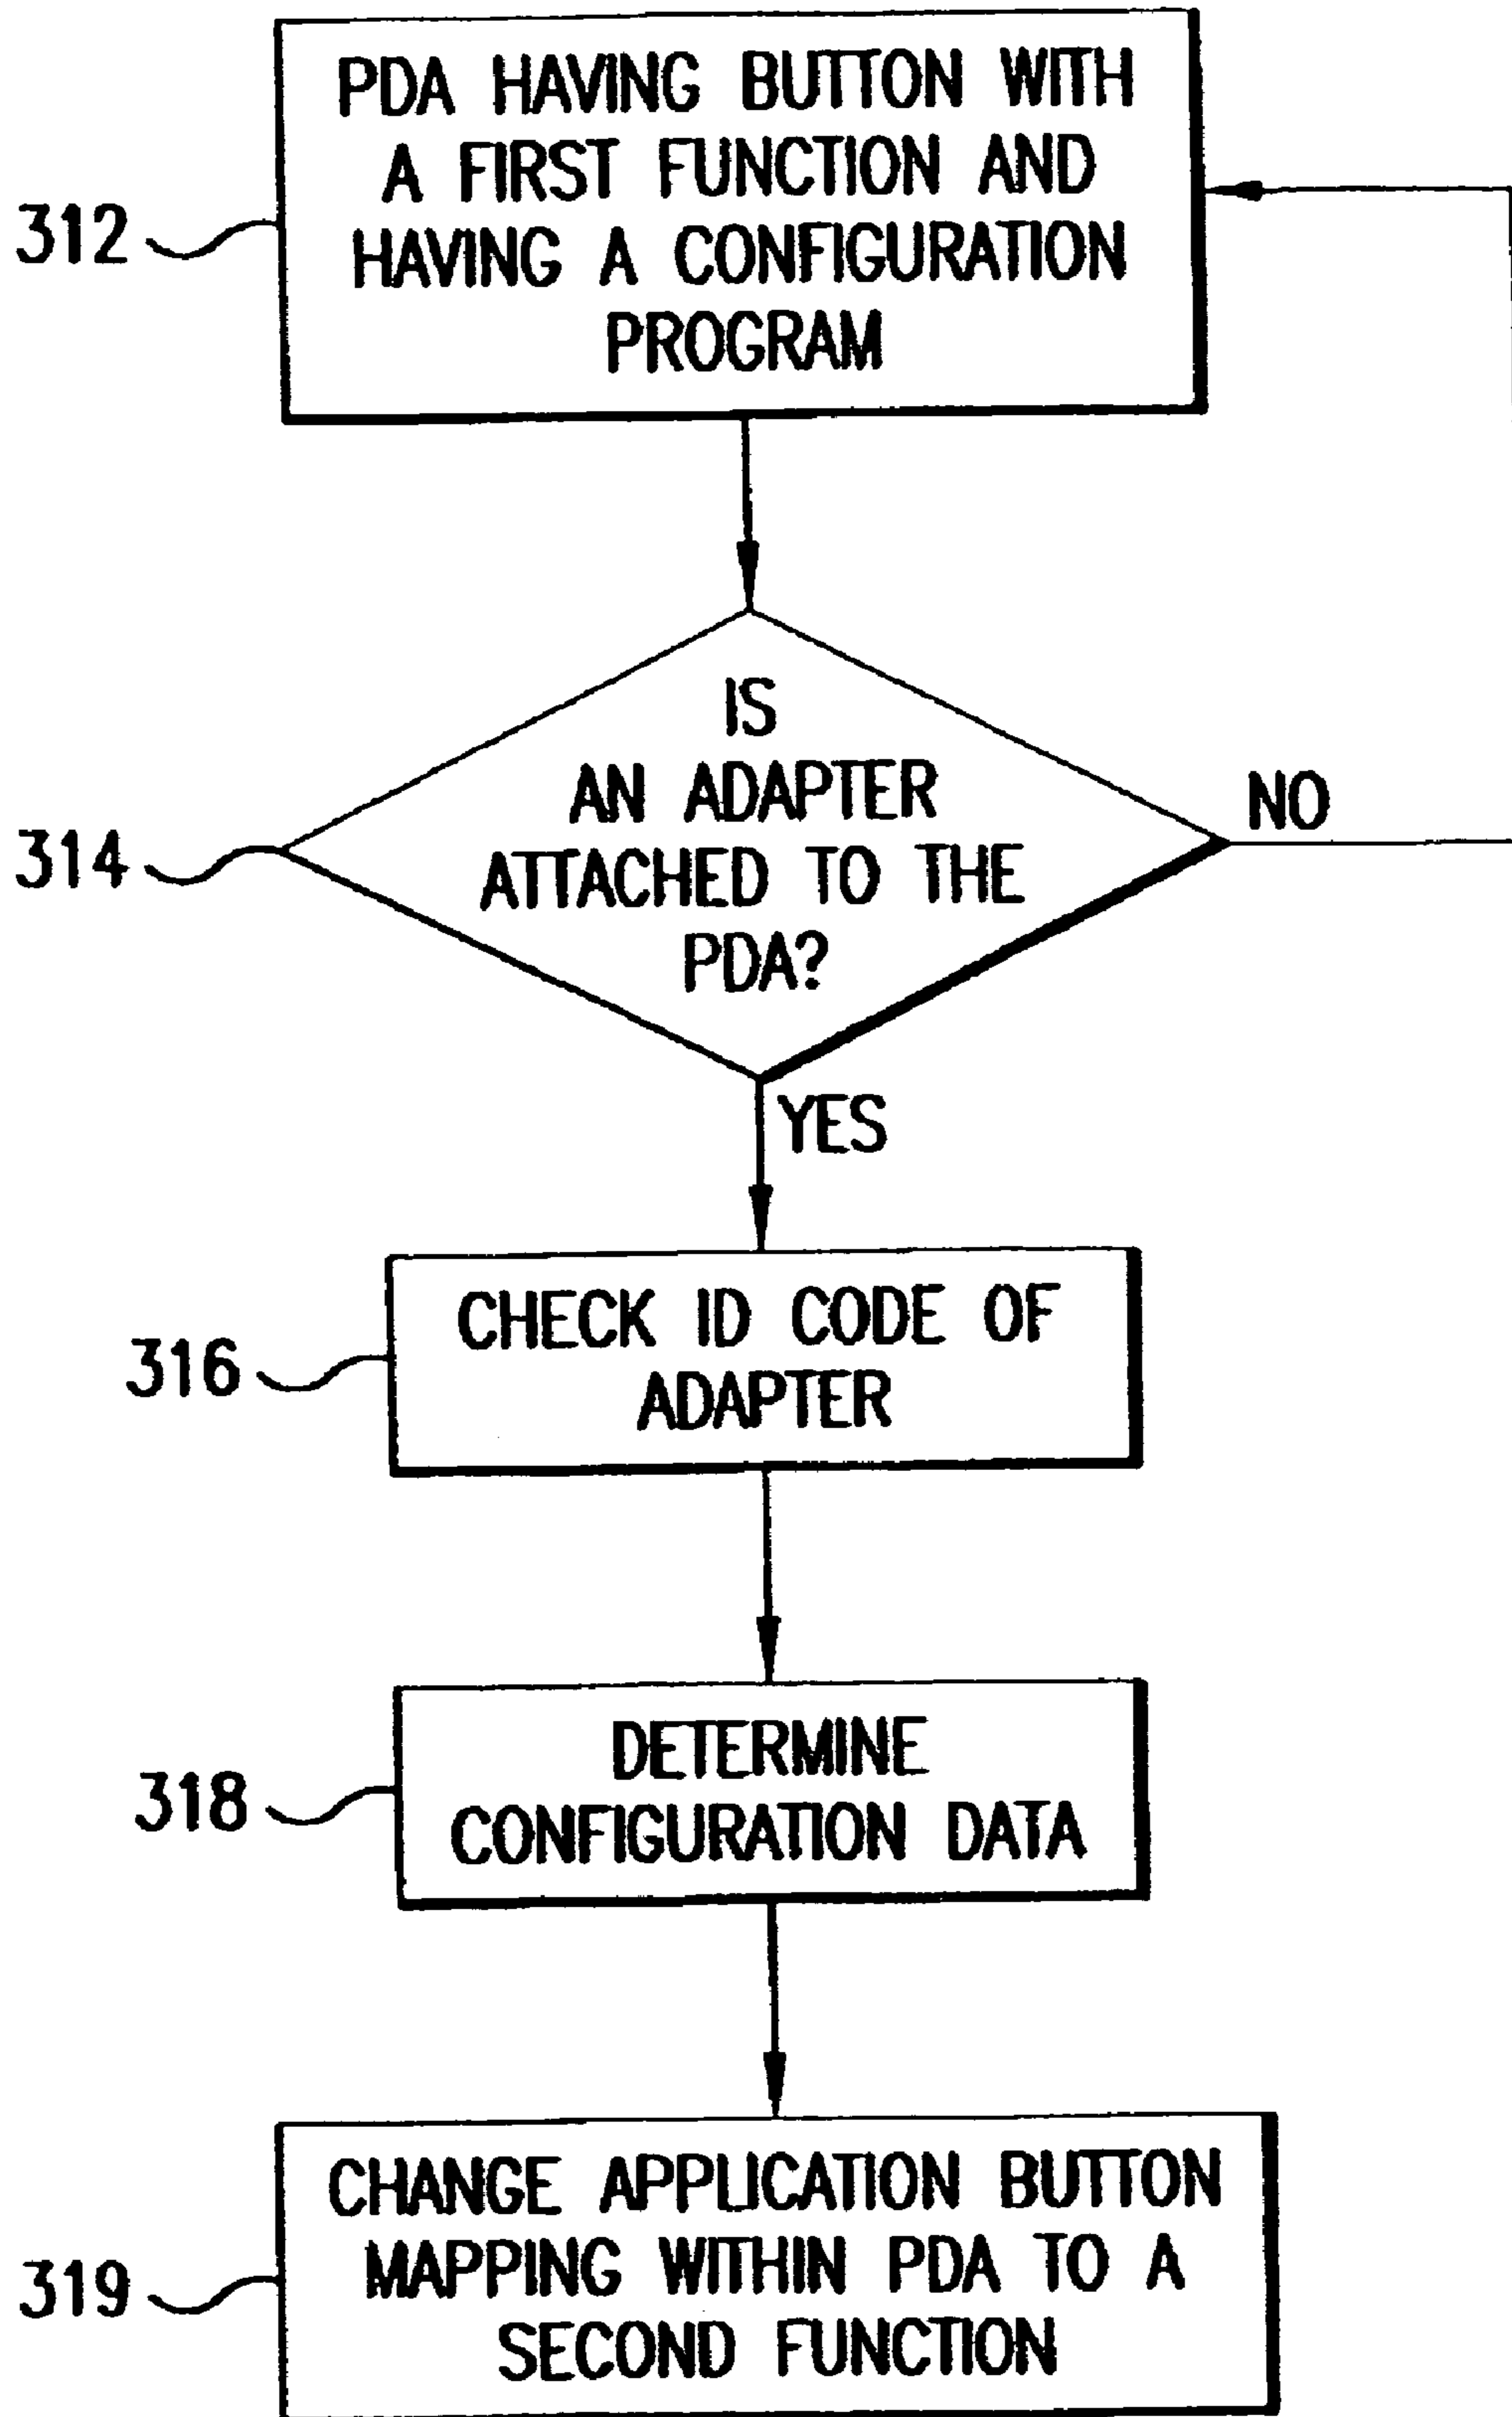 PDA HAVING BUTTON WITH
A FIRST FUNCTION AND
HAVING A CONFIGURATION
PROGRAM
312
IS
AN ADAPTER
ATTACHED TO THE
PDA?
314
NO
YES
CHECK ID CODE OF
ADAPTER
316
DETERMINE
CONFIGURATION DATA
318
CHANGE APPLICATION BUTTON
MAPPING WITHIN PDA TO A
SECOND FUNCTION
319